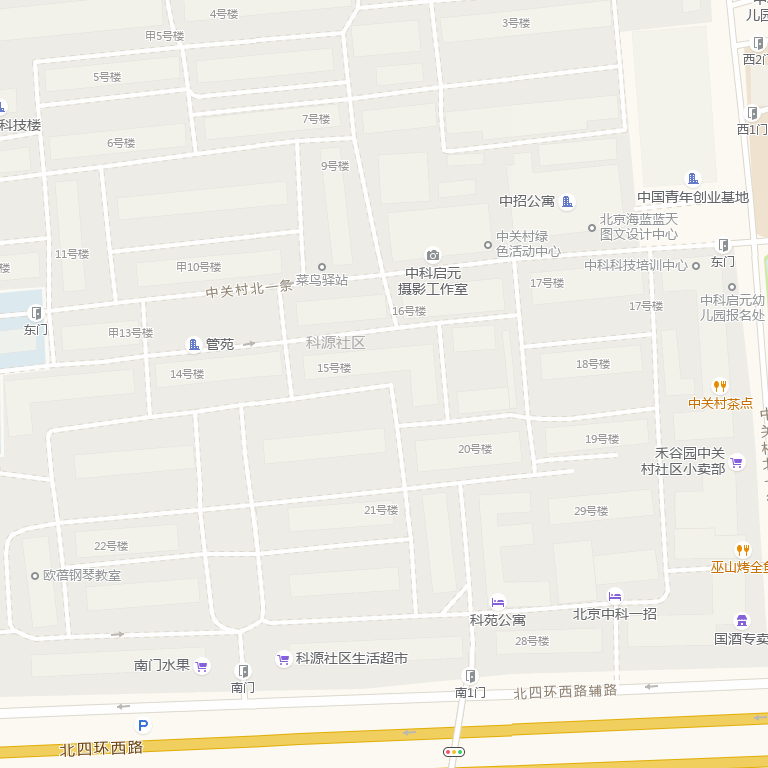 4号楼
3号楼
甲5号楼
儿园
西2门
5号楼
科技楼
7号楼
西1门
6号楼
9号楼
中招公寓
中国青年创业基地
北京海蓝蓝天
图文设计中心
中关村绿
色活动中心
11号楼
甲10号楼
菜鸟驿站
中科启元
摄影工作室
中科科技培训中心
东门
17号楼
中关村北一条
中科启元幼
儿园报名处
17号楼
16号楼
东门
甲13号楼
管苑
科源社区
14号楼
15号楼
18号楼
中关村茶点
19号楼
20号楼
禾谷园中关
村社区小卖部
21号楼
29号楼
22号楼
巫山烤全鱼
欧蓓钢琴教室
科苑公寓
北京中科一招
28号楼
国酒专卖
南门水果
科源社区生活超市
南门
南1门
北四环西路辅路
P
北四环西路